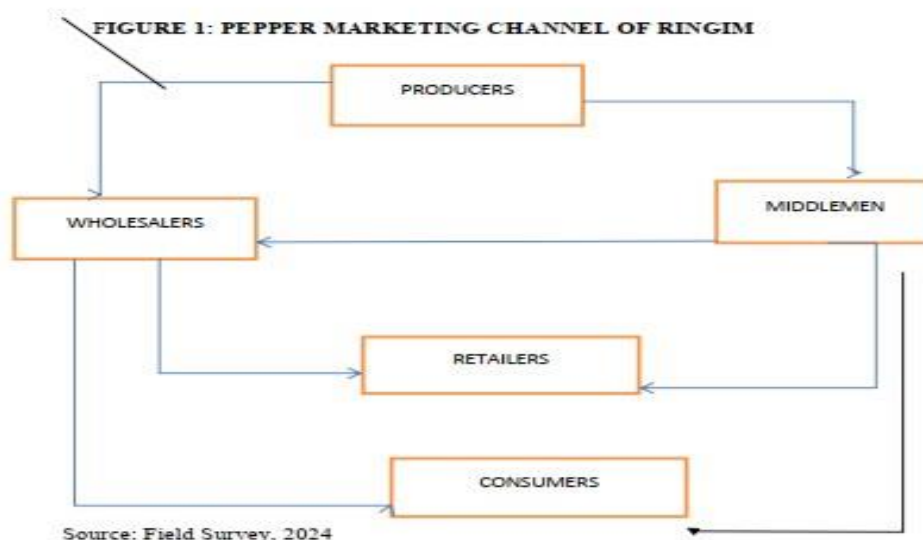 FIGURE 1: PEPPER MARKETING CHANNEL OF RINGIM
PRODUCERS
MIDDLEMEN
WHOLESALERS
RETAILERS
CONSUMERS
Source: Field Survey, 2024